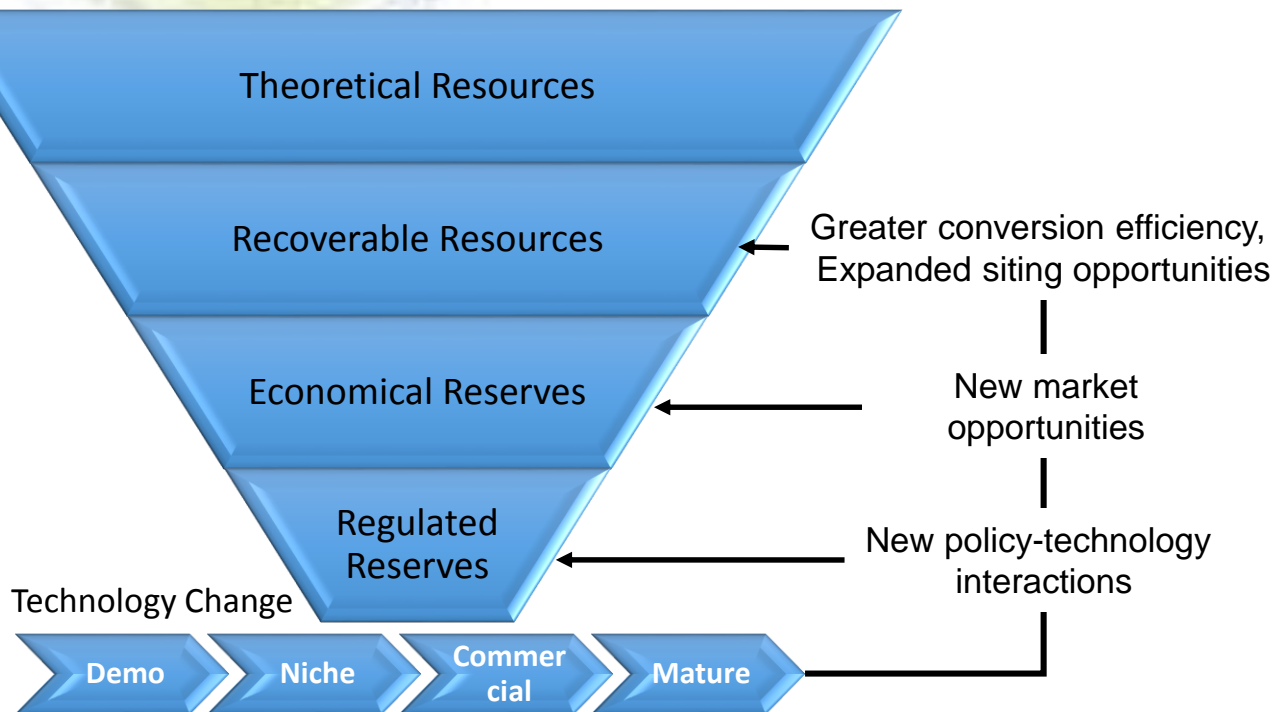 Theoretical Resources
Recoverable Resources
Greater conversion efficiency,
Expanded siting opportunities
Economical Reserves
New market
opportunities
Regulated
Reserves
New policy-technology
interactions
Technology Change
Demo
Niche
Commer
cial
Mature